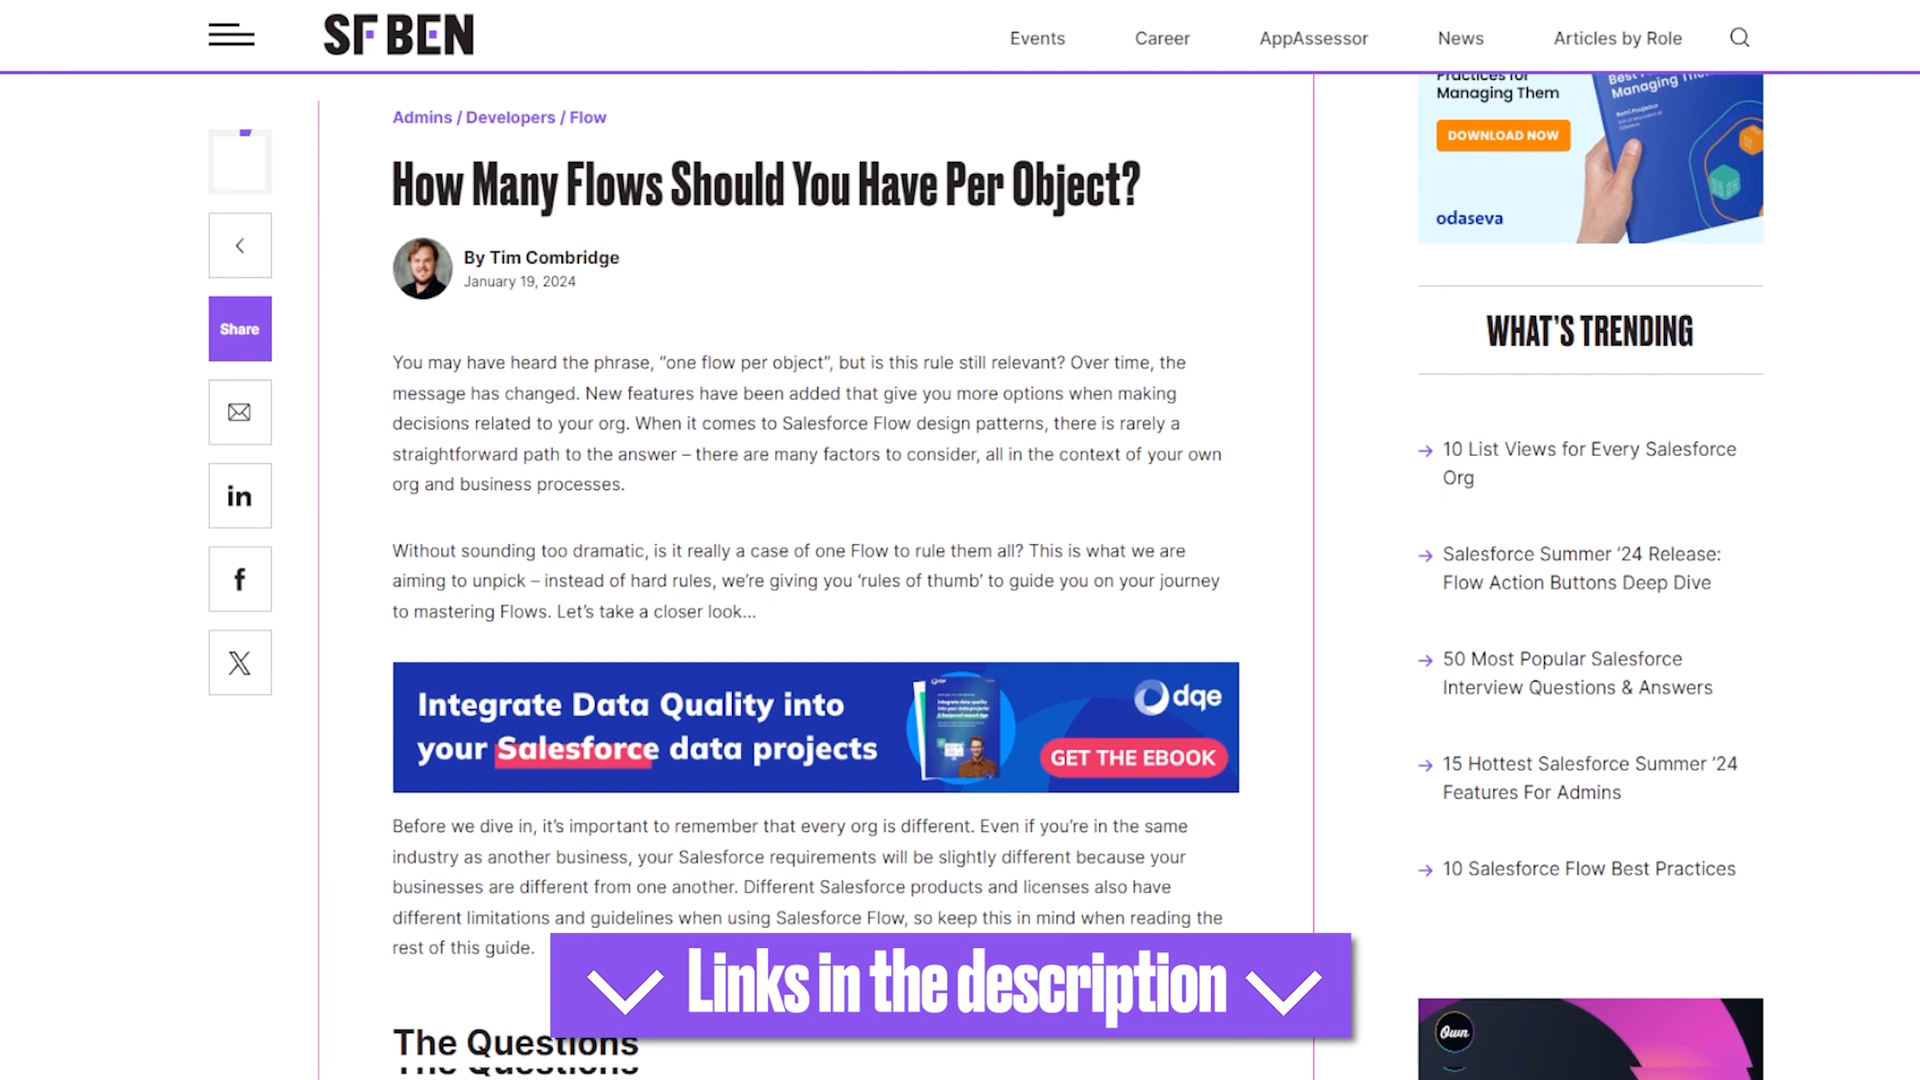 SF BEN
Events
Career
AppAssessor
News
Articles by Role
Admins / Developers / Flow
How Many Flows Should You Have Per Object?
By Tim Combridge
January 19, 2024
Share
in
f
X
You may have heard the phrase, “one flow per object”, but is this rule still relevant? Over time, the
message has changed. New features have been added that give you more options when making
decisions related to your org. When it comes to Salesforce Flow design patterns, there is rarely a
straightforward path to the answer – there are many factors to consider, all in the context of your own
org and business processes.
Without sounding too dramatic, is it really a case of one Flow to rule them all? This is what we are
aiming to unpick – instead of hard rules, we’re giving you ‘rules of thumb’ to guide you on your journey
to mastering Flows. Let’s take a closer look…
Integrate Data Quality into
your Salesforce data projects
dqe
GET THE EBOOK
Before we dive in, it’s important to remember that every org is different. Even if you’re in the same
industry as another business, your Salesforce requirements will be slightly different because your
businesses are different from one another. Different Salesforce products and licenses also have
different limitations and guidelines when using Salesforce Flow, so keep this in mind when reading the
rest of this guide.
The Questions
Links in the description
Practices for
Managing Them
DOWNLOAD NOW
odaseva
Best
Managing Them
WHAT’S TRENDING
10 List Views for Every Salesforce
Org
Salesforce Summer ’24 Release:
Flow Action Buttons Deep Dive
50 Most Popular Salesforce
Interview Questions & Answers
15 Hottest Salesforce Summer ’24
Features For Admins
10 Salesforce Flow Best Practices
Own